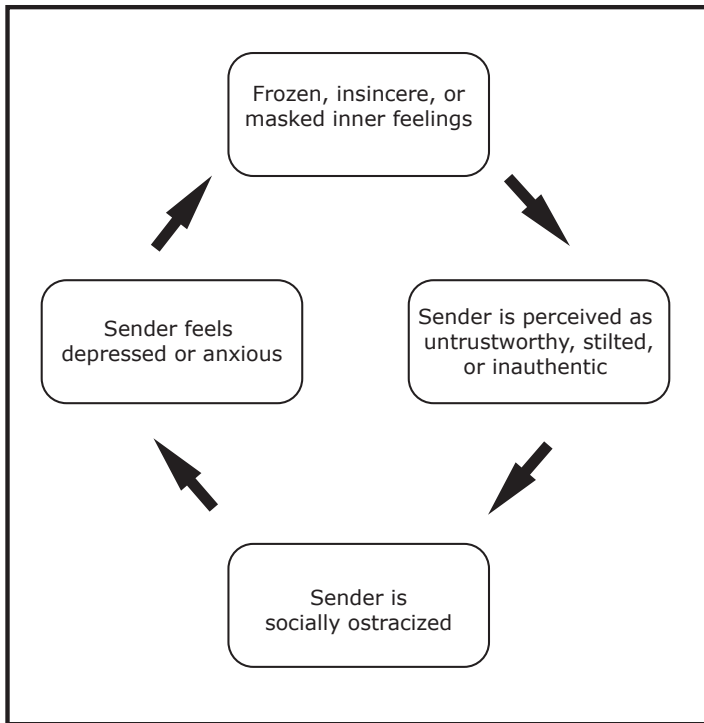 Frozen, insincere, or
masked inner feelings
Sender is perceived as
untrustworthy, stilted,
or inauthentic
Sender is
socially ostracized
Sender feels
depressed or anxious